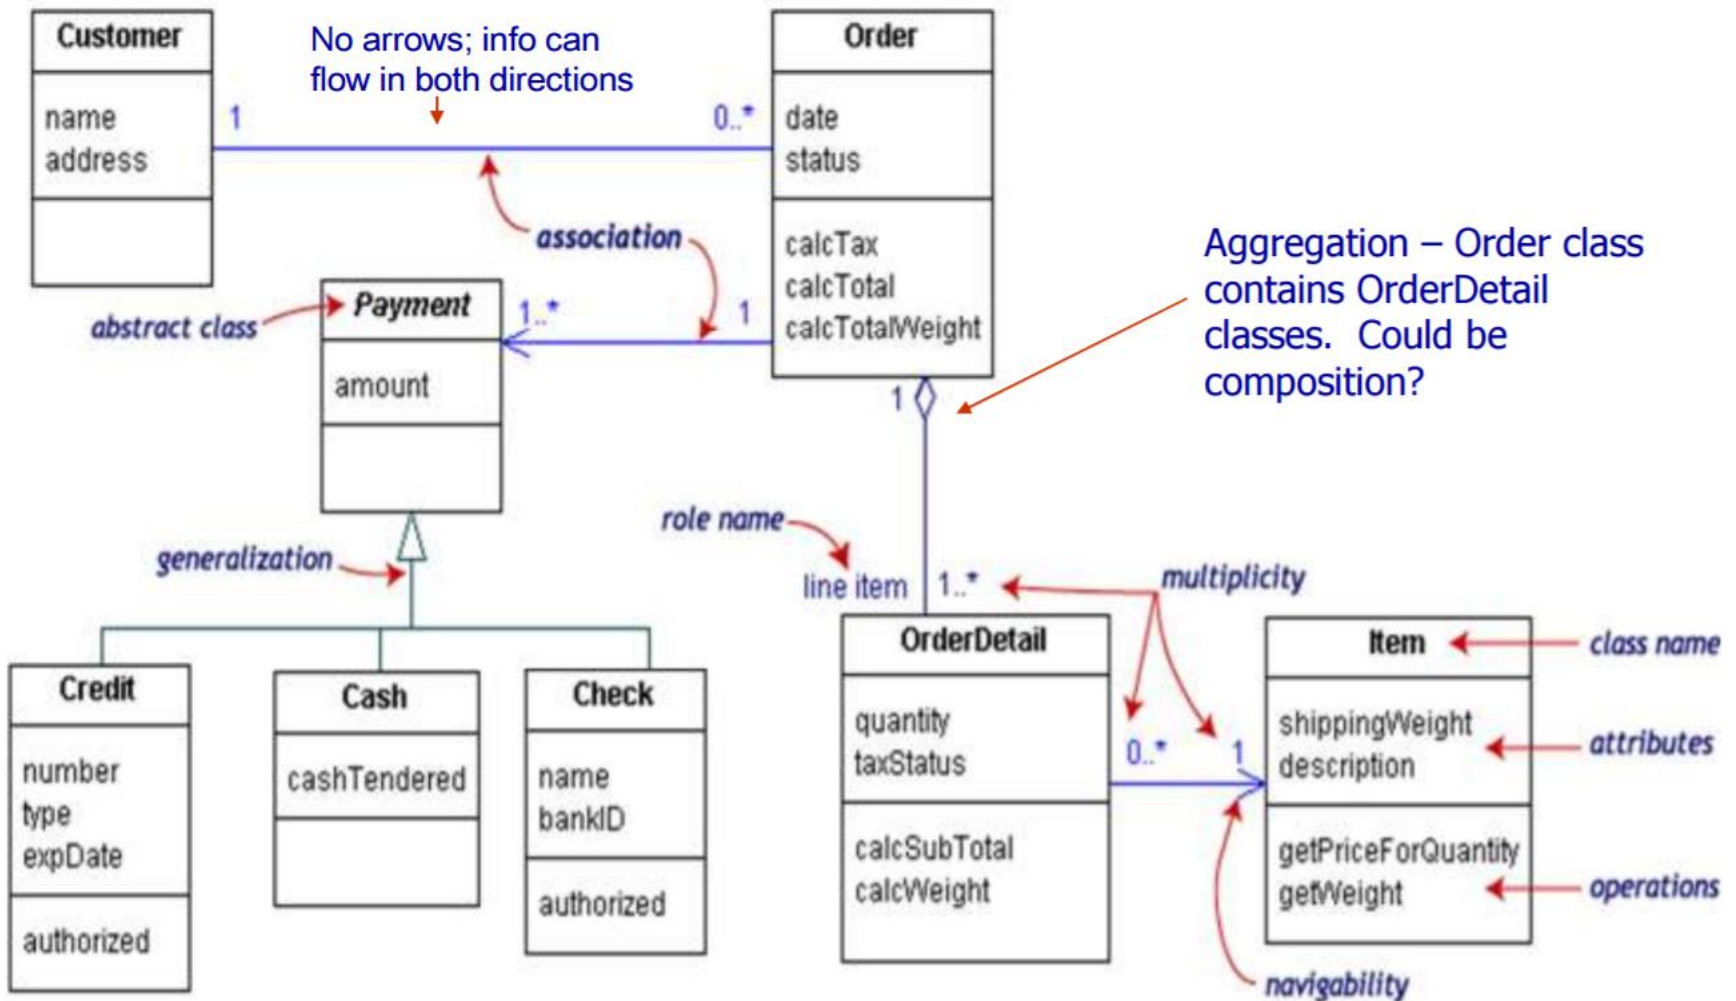 Customer
name
address
No arrows; info can
flow in both directions
1
0..*
association
Order
date
status
calcTax
calcTotal
calcTotalWeight
abstract class
Payment
amount
1..*
1
Aggregation – Order class
contains OrderDetail
classes.  Could be
composition?
1
role name
line item
1..*
multiplicity
generalization
Credit
number
type
expDate
authorized
Cash
cashTendered
Check
name
bankID
authorized
OrderDetail
quantity
taxStatus
calcSubTotal
calcWeight
0..*
1
navigability
Item
shippingWeight
description
getPriceForQuantity
getWeight
class name
attributes
operations